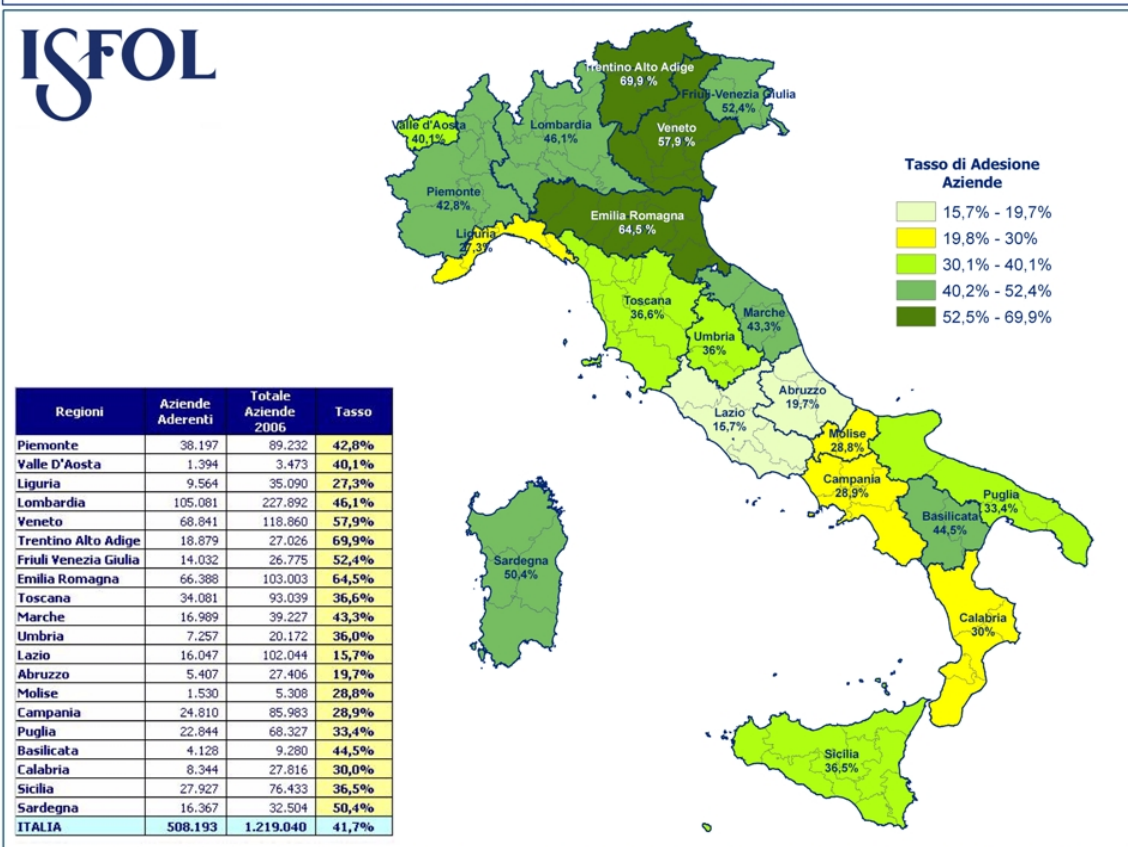 ISFOL
Trentino Alto Adige
69,9 %
Friuli-Venezia Giulia
52,4%
Valle d'Aosta
40,1%
Lombardia
46,1%
Veneto
57,9 %
Piemonte
42,8%
Emilia Romagna
64,5 %
Liguria
27,3%
Toscana
36,6%
Marche
43,3%
Umbria
36%
Abruzzo
19,7%
Lazio
15,7%
Molise
28,8%
Campania
28,9%
Puglia
33,4%
Basilicata
44,5%
Sardegna
50,4%
Calabria
30%
Sicilia
36,5%
Tasso di Adesione
Aziende
15,7% - 19,7%
19,8% - 30%
30,1% - 40,1%
40,2% - 52,4%
52,5% - 69,9%
Regioni Aziende Aderenti Totale Aziende 2006 Tasso
Piemonte 38.197 89.232 42,8%
Valle D'Aosta 1.394 3.473 40,1%
Liguria 9.564 35.090 27,3%
Lombardia 105.081 227.892 46,1%
Veneto 68.841 118.860 57,9%
Trentino Alto Adige 18.879 27.026 69,9%
Friuli Venezia Giulia 14.032 26.775 52,4%
Emilia Romagna 66.388 103.003 64,5%
Toscana 34.081 93.039 36,6%
Marche 16.989 39.227 43,3%
Umbria 7.257 20.172 36,0%
Lazio 16.047 102.044 15,7%
Abruzzo 5.407 27.406 19,7%
Molise 1.530 5.308 28,8%
Campania 24.810 85.983 28,9%
Puglia 22.844 68.327 33,4%
Basilicata 4.128 9.280 44,5%
Calabria 8.344 27.816 30,0%
Sicilia 27.927 76.433 36,5%
Sardegna 16.367 32.504 50,4%
ITALIA 508.193 1.219.040 41,7%